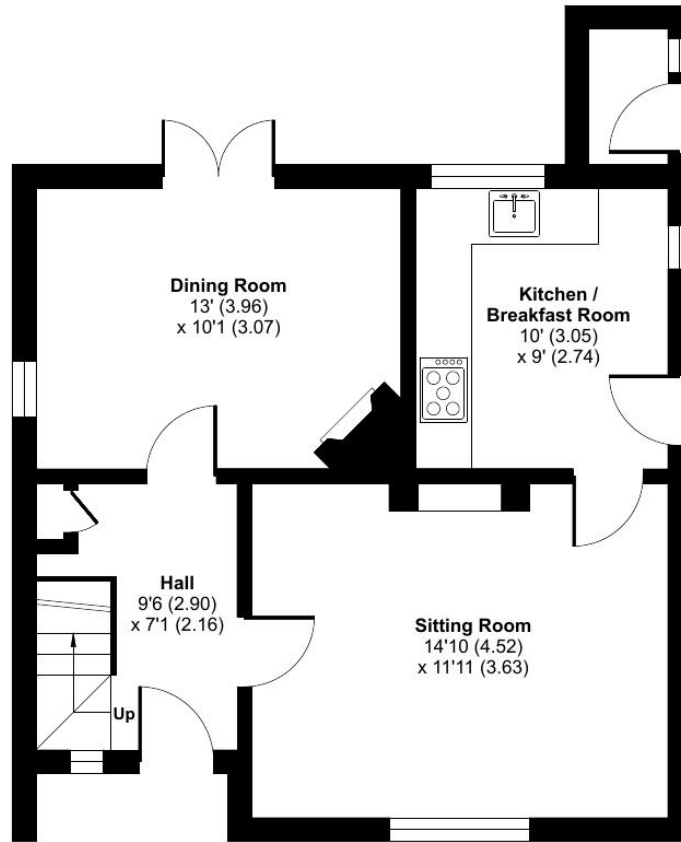 Dining Room
13' (3.96)
x 10'1 (3.07)
Kitchen /
Breakfast Room
10' (3.05)
x 9' (2.74)
Hall
9'6 (2.90)
x 7'1 (2.16)
Sitting Room
14'10 (4.52)
x 11'11 (3.63)
Up